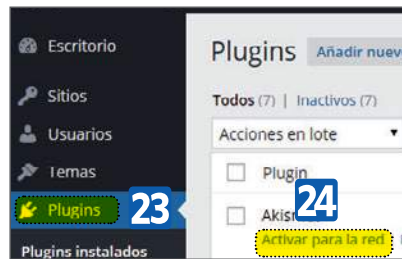 Escritorio
Sitios
Usuarios
Temas
Plugins 23
Plugins instalados
Plugins Añadir nuev
Todos (7) | Inactivos (7)
Acciones en lote
Plugin
Akism 24
Activar para la red